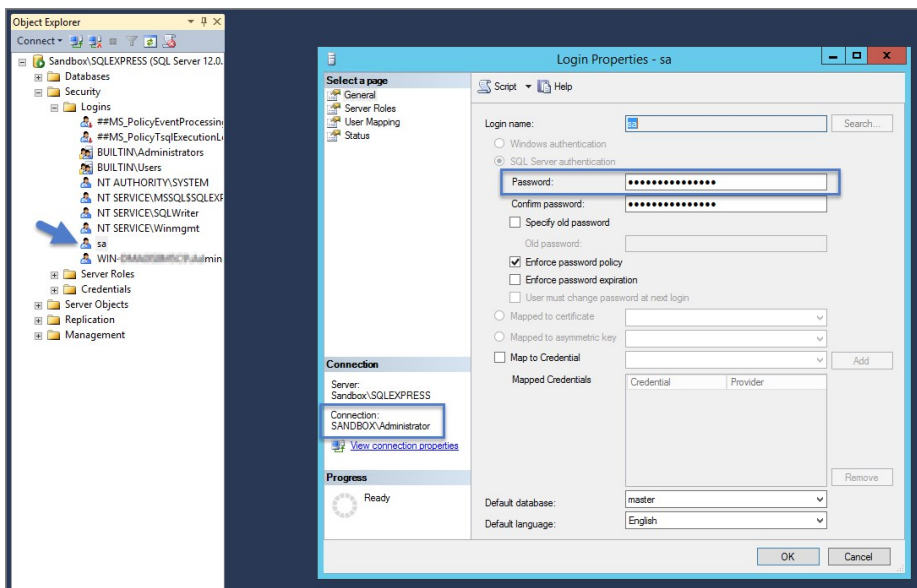 Object Explorer
Connect
Sandbox\SQLEXPRESS (SQL Server 12.0.
Databases
Security
Logins
##MS_PolicyEventProcessing
##MS_PolicyTsqlExecutionL
BUILTIN\Administrators
BUILTIN\Users
NT AUTHORITY\SYSTEM
NT SERVICE\MSSQL$SQLEXP
NT SERVICE\SQLWriter
NT SERVICE\Winmgmt
sa
WIN-
Server Roles
Credentials
Server Objects
Replication
Management
Login Properties - sa
Select a page
General
Server Roles
User Mapping
Status
Connection
Server:
Sandbox\SQLEXPRESS
Connection:
SANDBOX\Administrator
View connection properties
Progress
Ready
Script Help
Login name: sa Search...
Windows authentication
SQL Server authentication
Password:
Confirm password:
Specify old password
Old password:
Enforce password policy
Enforce password expiration
User must change password at next login
Mapped to certificate
Mapped to asymmetric key
Map to Credential Add
Mapped Credentials Credential Provider
Remove
Default database: master
Default language: English
OK Cancel